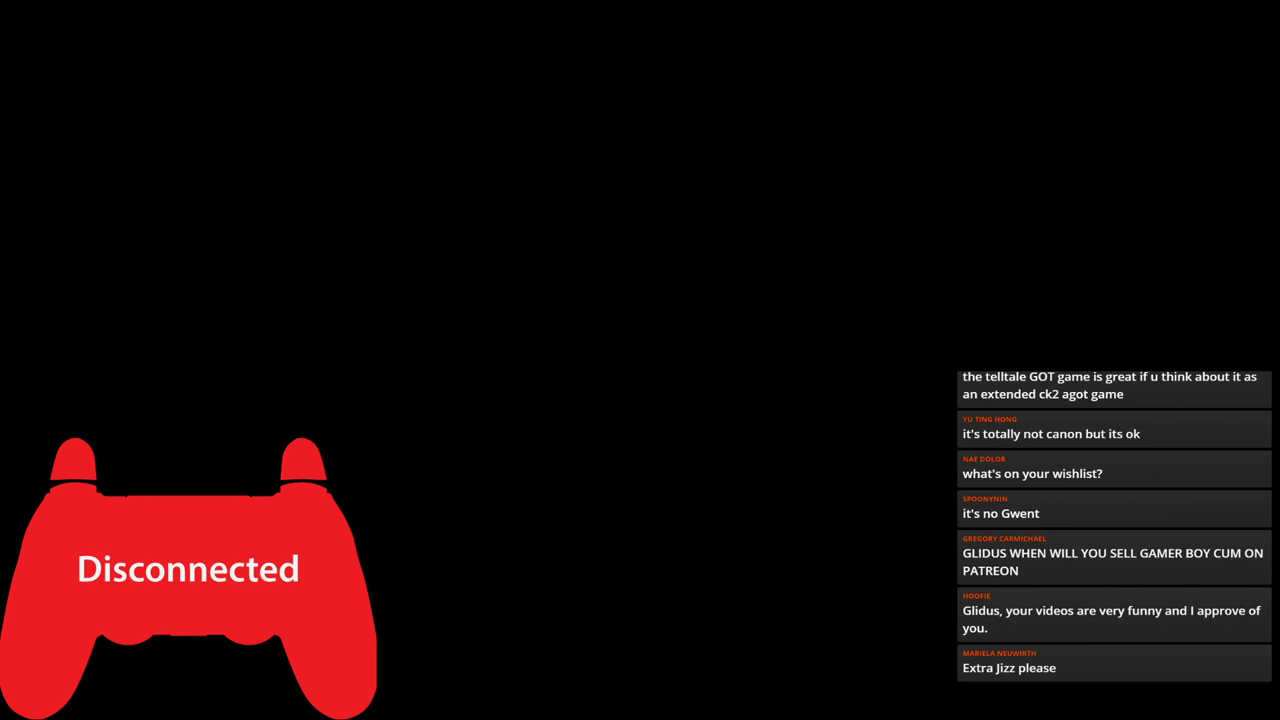 the telltale GOT game is great if u think about it as
an extended ck2 agot game
YU TING HONG
it's totally not canon but its ok
NAE DOLOR
what's on your wishlist?
SPOONYNIN
it's no Gwent
GREGORY CARMICHAEL
GLIDUS WHEN WILL YOU SELL GAMER BOY CUM ON
PATREON
HOOFIE
Glidus, your videos are very funny and I approve of
you.
MARIELA NEUWIRTH
Extra Jizz please
Disconnected